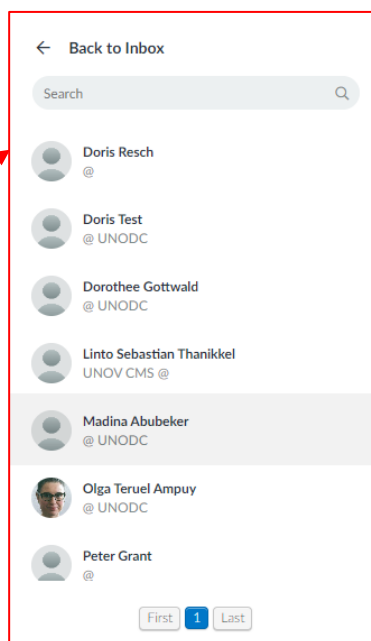 Back to Inbox
Search
Doris Resch
@
Doris Test
@ UNODC
Dorothee Gottwald
@ UNODC
Linto Sebastian Thanikkel
UNOV CMS @
Madina Abubeker
@ UNODC
Olga Teruel Ampuy
@ UNODC
Peter Grant
@
First 1 Last